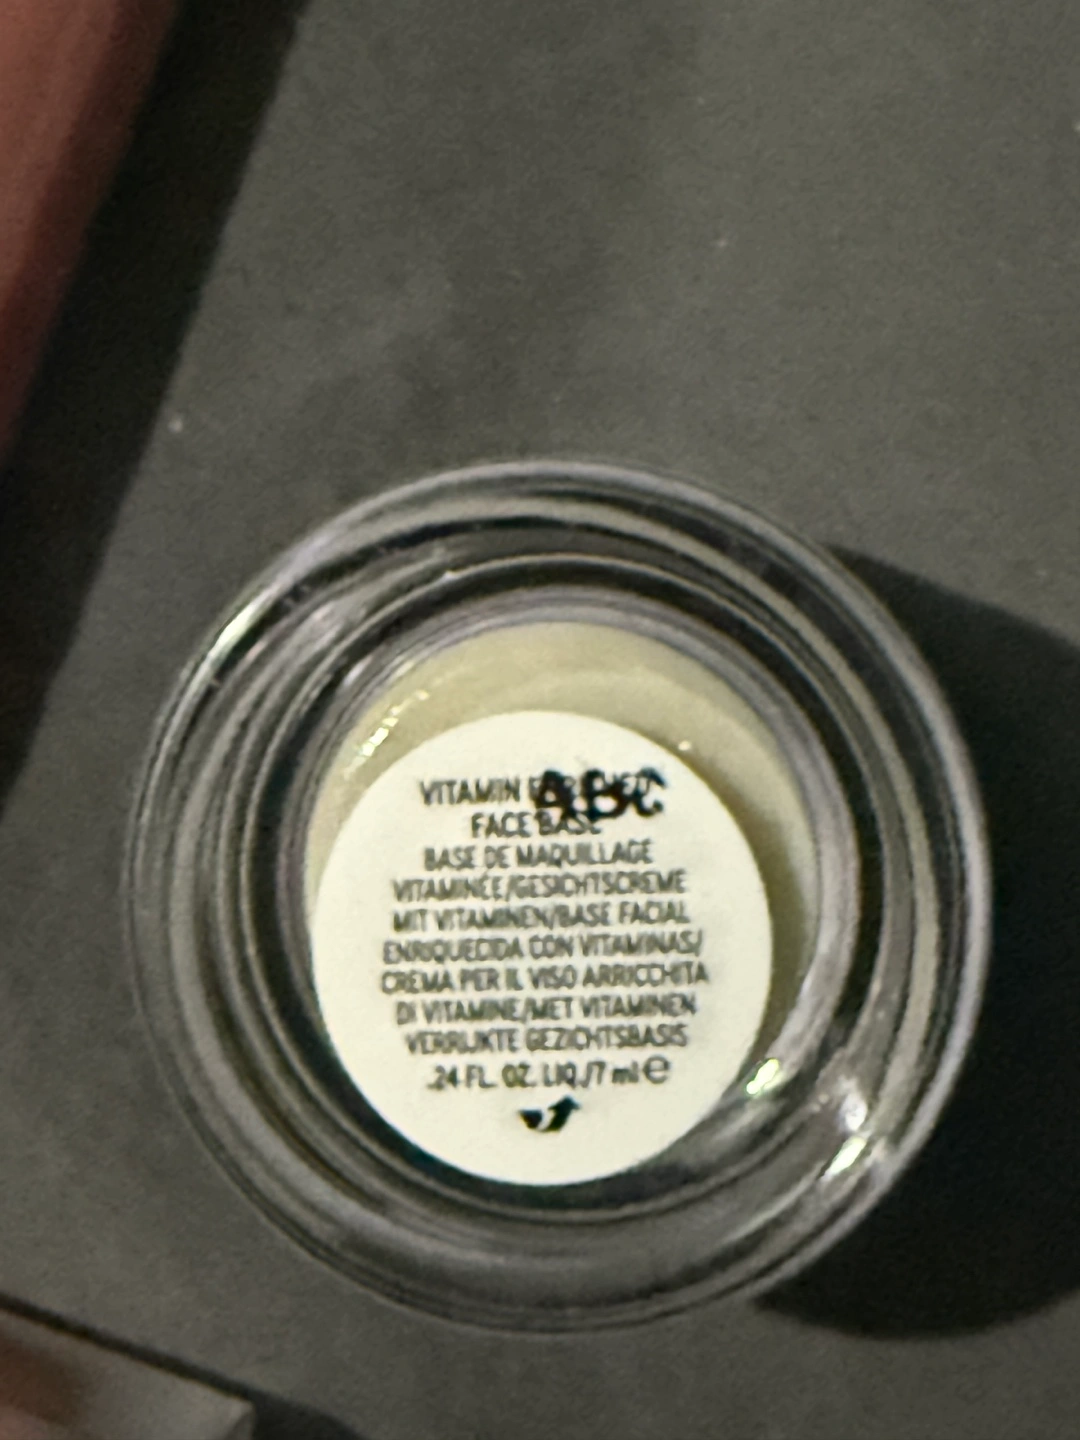 VITAMIN ABC
FACE BASE
BASE DE MAQUILLAGE
VITAMINÉE/GESICHTSCREME
MIT VITAMINEN/BASE FACIAL
ENRIQUECIDA CON VITAMINAS/
CREMA PER IL VISO ARRICCHITA
DI VITAMINE/MET VITAMINEN
VERRIJKTE GEZICHTSBASIS
.24 FL. OZ. LIQ./7 ml e